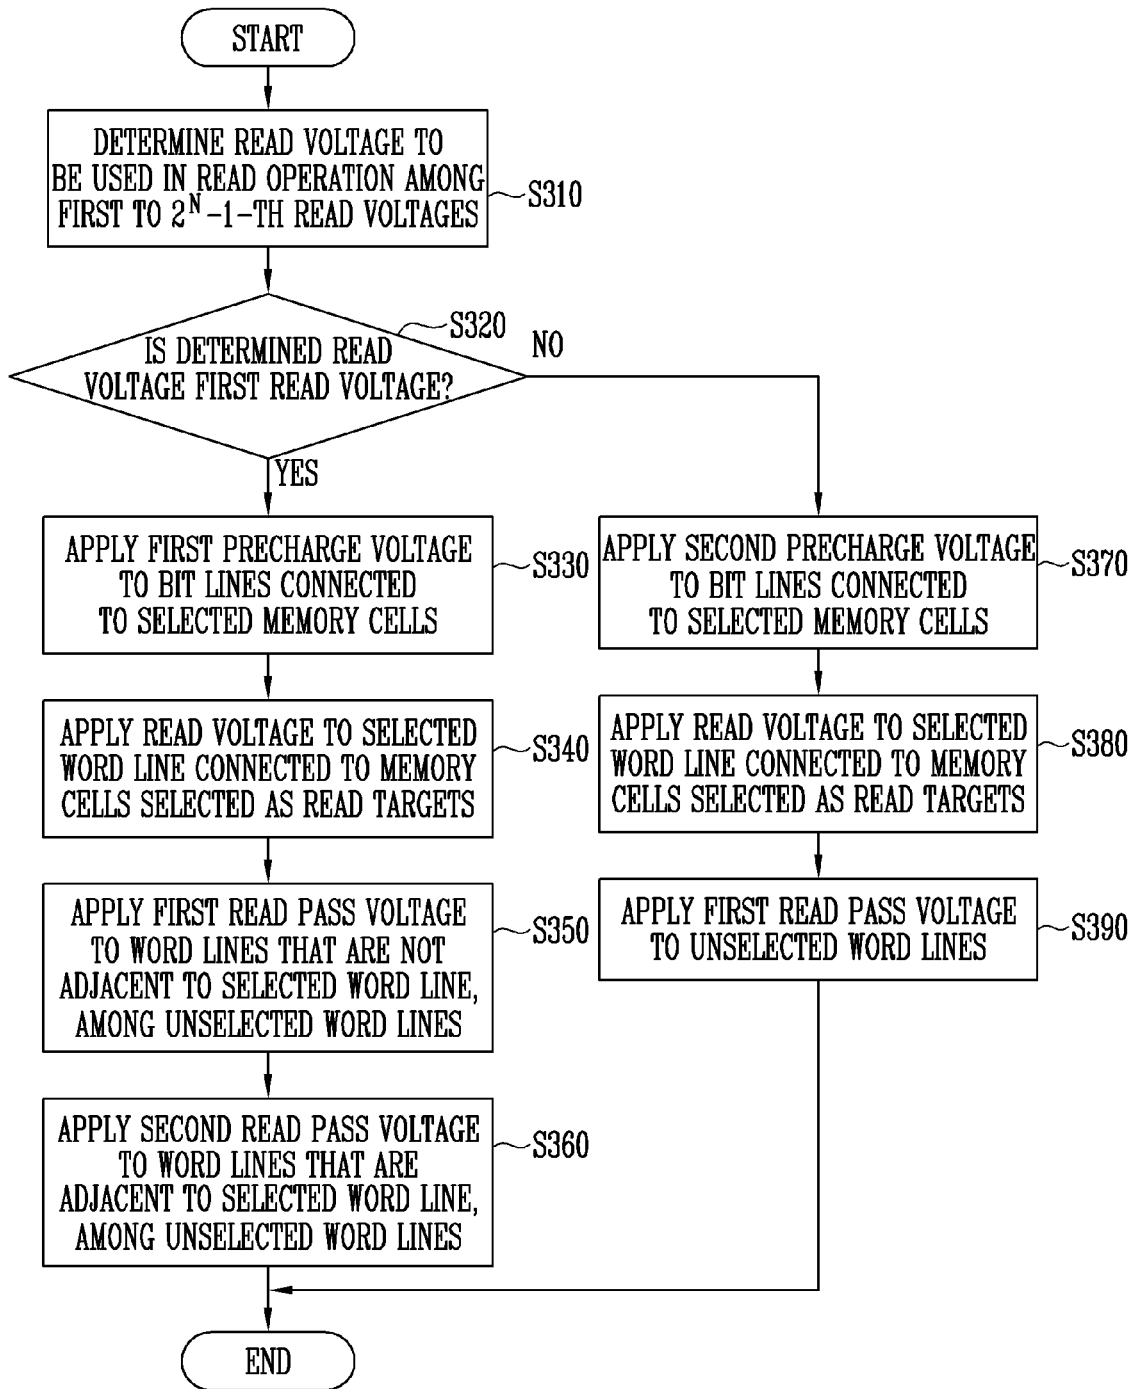 START
DETERMINE READ VOLTAGE TO
BE USED IN READ OPERATION AMONG
FIRST TO 2^N-1-TH READ VOLTAGES
S310
S320
IS DETERMINED READ
VOLTAGE FIRST READ VOLTAGE?
NO
YES
APPLY FIRST PRECHARGE VOLTAGE
TO BIT LINES CONNECTED
TO SELECTED MEMORY CELLS
S330
APPLY READ VOLTAGE TO SELECTED
WORD LINE CONNECTED TO MEMORY
CELLS SELECTED AS READ TARGETS
S340
APPLY FIRST READ PASS VOLTAGE
TO WORD LINES THAT ARE NOT
ADJACENT TO SELECTED WORD LINE,
AMONG UNSELECTED WORD LINES
S350
APPLY SECOND READ PASS VOLTAGE
TO WORD LINES THAT ARE
ADJACENT TO SELECTED WORD LINE,
AMONG UNSELECTED WORD LINES
S360
APPLY SECOND PRECHARGE VOLTAGE
TO BIT LINES CONNECTED
TO SELECTED MEMORY CELLS
S370
APPLY READ VOLTAGE TO SELECTED
WORD LINE CONNECTED TO MEMORY
CELLS SELECTED AS READ TARGETS
S380
APPLY FIRST READ PASS VOLTAGE
TO UNSELECTED WORD LINES
S390
END